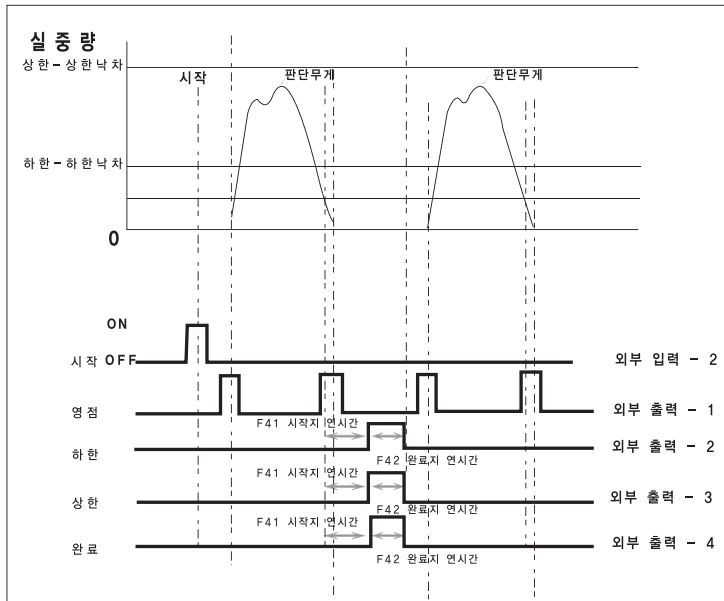 실 중 량
상한-상한낙차
시작
판단무게
판단무게
하한-하한낙차
0
ON
시작 OFF
외부 입력 - 2
영점
외부 출력 - 1
F41 시작지 연시간
하한
F42 완료지 연시간
외부 출력 - 2
F41 시작지 연시간
상한
F42 완료지 연시간
외부 출력 - 3
F41 시작지 연시간
완료
F42 완료지 연시간
외부 출력 - 4